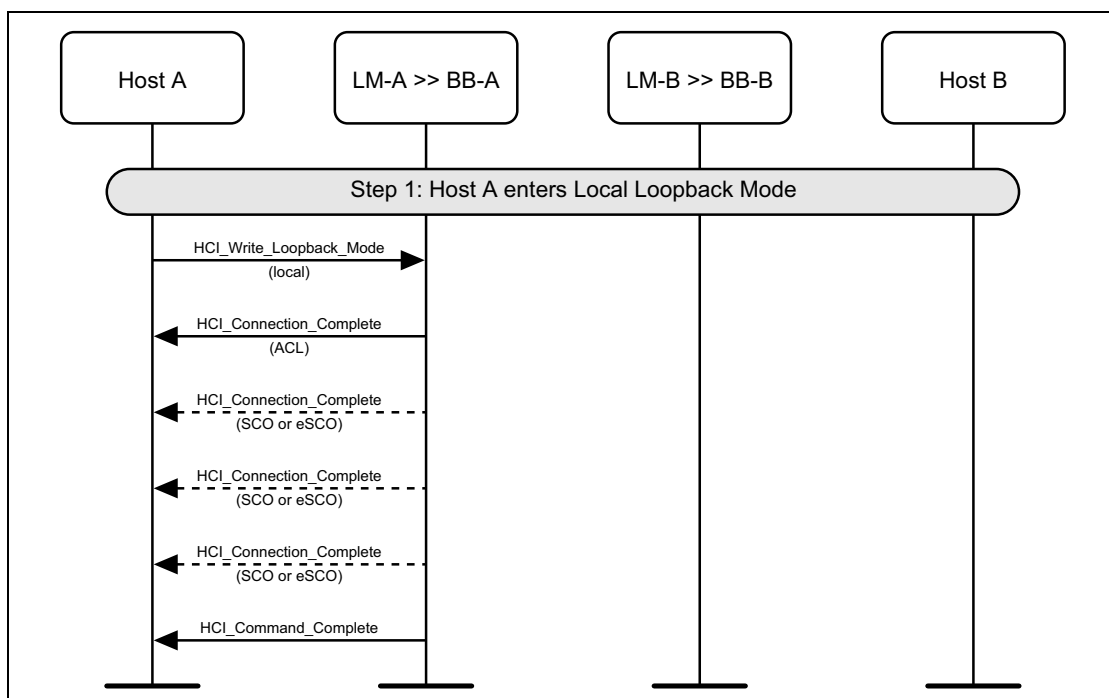 Host A
LM-A >> BB-A
LM-B >> BB-B
Host B
Step 1: Host A enters Local Loopback Mode
HCI_Write_Loopback_Mode
(local)
HCI_Connection_Complete
(ACL)
HCI_Connection_Complete
(SCO or eSCO)
HCI_Connection_Complete
(SCO or eSCO)
HCI_Connection_Complete
(SCO or eSCO)
HCI_Command_Complete